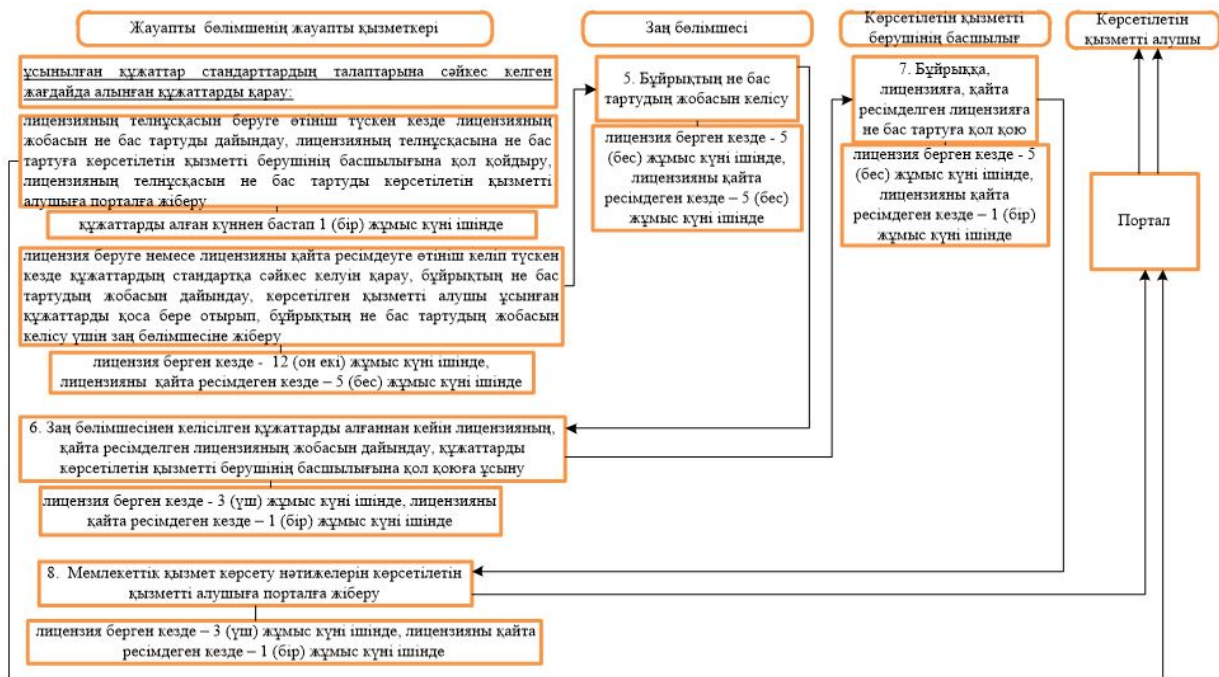 Жауапты бөлімшенің жауапты қызметкері
Заң бөлімшесі
Көрсетілетін қызметті
берушінің басшылығ
Көрсетілетін
қызметті алушы
ұсынылған құжаттар стандарттардың талаптарына сәйкес келген
жағдайда алынған құжаттарды қарау:
лицензияның телнұсқасын беруге өтініш түскен кезде лицензияның
жобасын не бас тартуды дайындау, лицензияның телнұсқасына не бас
тартуға көрсетілетін қызметті берушінің басшылығына қол қойдыру,
лицензияның телнұсқасын не бас тартуды көрсетілетін қызметті
алушыға порталға жіберу
құжаттарды алған күннен бастап 1 (бір) жұмыс күні ішінде
лицензия беруге немесе лицензияны қайта ресімдеуге өтініш келіп түскен
кезде құжаттардың стандартқа сәйкес келуін қарау, бұйрықтың не бас
тартудың жобасын дайындау, көрсетілген қызметті алушы ұсынған
құжаттарды қоса бере отырып, бұйрықтың не бас тартудың жобасын
келісу үшін заң бөлімшесіне жіберу
лицензия берген кезде - 12 (он екі) жұмыс күні ішінде,
лицензияны қайта ресімдеген кезде – 5 (бес) жұмыс күні ішінде
5. Бұйрықтың не бас
тартудың жобасын келісу
лицензия берген кезде - 5
(бес) жұмыс күні ішінде,
лицензияны қайта
ресімдеген кезде – 5 (бес)
жұмыс күні ішінде
6. Заң бөлімшесінен келісілген құжаттарды алғаннан кейін лицензияның,
қайта ресімделген лицензияның жобасын дайындау, құжаттарды
көрсетілетін қызметті берушінің басшылығына қол қоюға ұсыну
лицензия берген кезде - 3 (үш) жұмыс күні ішінде, лицензияны
қайта ресімдеген кезде – 1 (бір) жұмыс күні ішінде
7. Бұйрыққа,
лицензияға, қайта
ресімделген лицензияға
не бас тартуға қол қою
лицензия берген кезде - 5
(бес) жұмыс күні ішінде,
лицензияны қайта
ресімдеген кезде – 1 (бір)
жұмыс күні ішінде
Портал
8. Мемлекеттік қызмет көрсету нәтижелерін көрсетілетін
қызметті алушыға порталға жіберу
лицензия берген кезде – 3 (үш) жұмыс күні ішінде, лицензияны қайта
ресімдеген кезде – 1 (бір) жұмыс күні ішінде